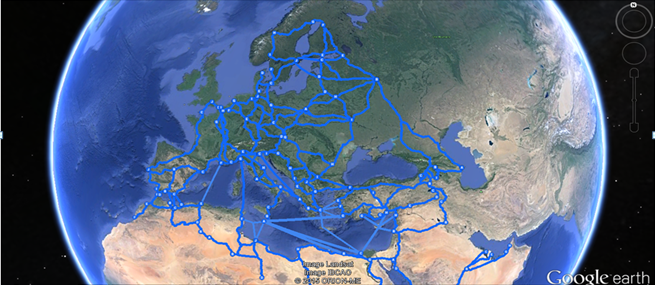 N
Image Landsat
Image IBCAO
© 2015 ORION-ME
Google earth